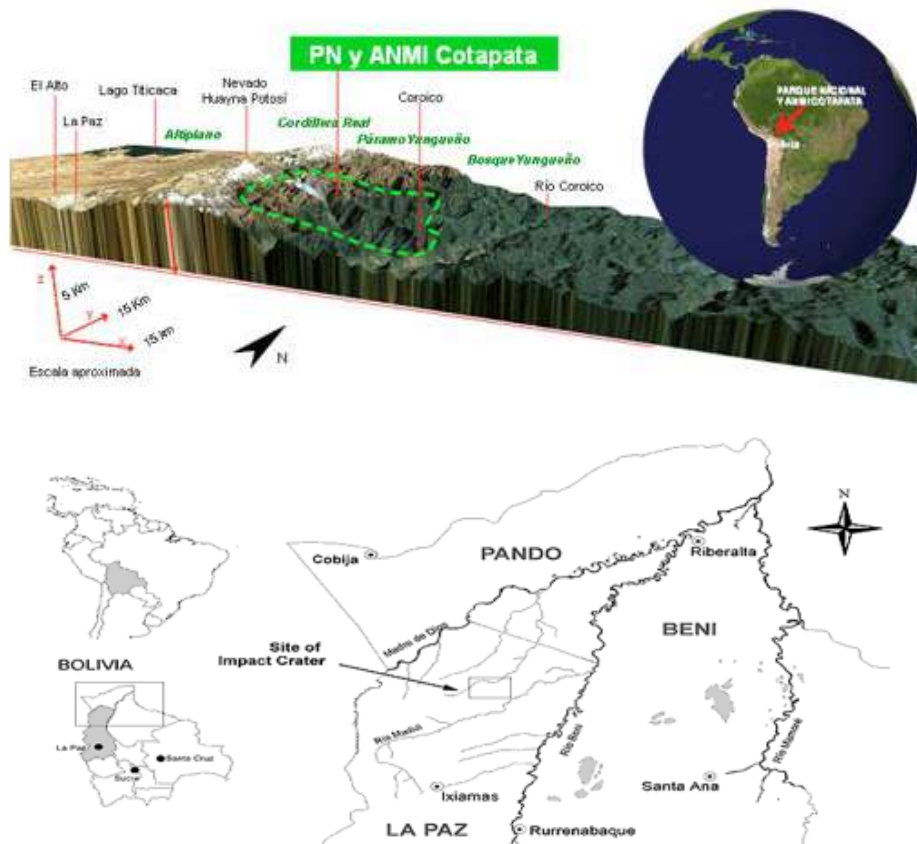 PN y ANMI Cotapata
El Alto
La Paz
Lago Titicaca
Altiplano
Nevado
Huayna Potosí
Cordillera Real
Coroico
Páramo Yungueño
Bosque Yungueño
Río Coroico
PARQUE NACIONAL
Y ANMI COTAPATA
z
5 Km
y
15 Km
x
15 km
Escala aproximada
N
N
Cobija
PANDO
Riberalta
Madre de Dios
BENI
Site of
Impact Crater
BOLIVIA
La Paz
Santa Cruz
Sucre
Río Madidi
Río Beni
Río Mamoré
Ixiamas
Santa Ana
LA PAZ
Rurrenabaque